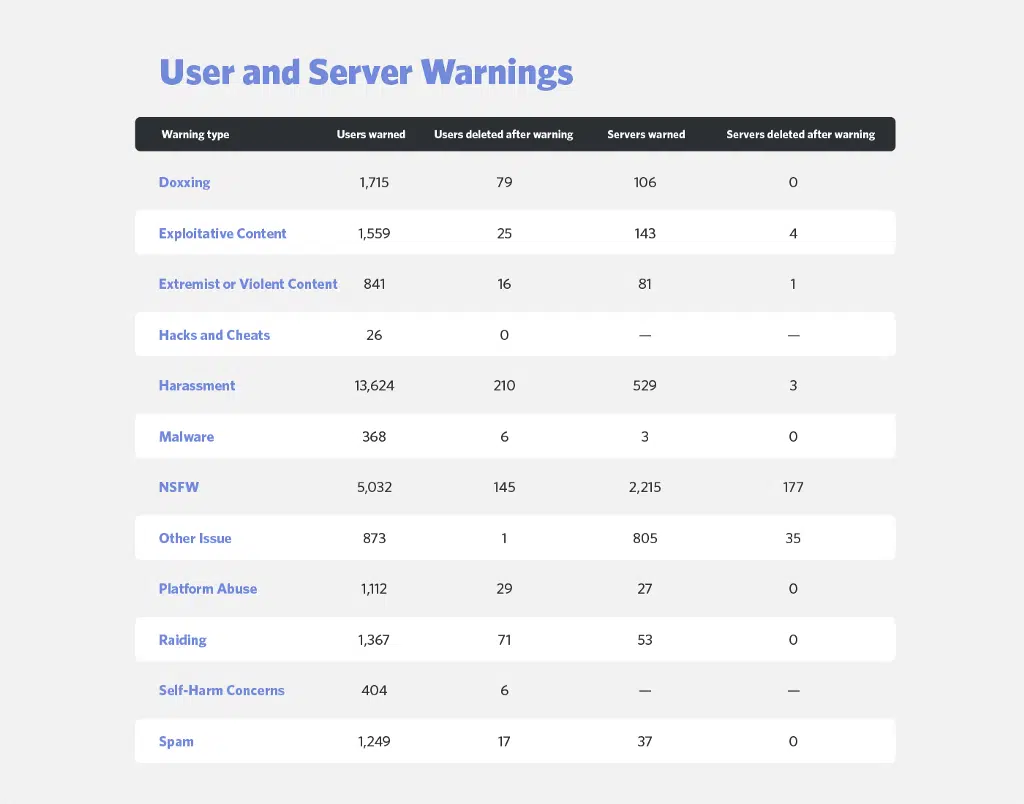 User and Server Warnings
Warning type Users warned Users deleted after warning Servers warned Servers deleted after warning
Doxxing 1,715 79 106 0
Exploitative Content 1,559 25 143 4
Extremist or Violent Content 841 16 81 1
Hacks and Cheats 26 0 — —
Harassment 13,624 210 529 3
Malware 368 6 3 0
NSFW 5,032 145 2,215 177
Other Issue 873 1 805 35
Platform Abuse 1,112 29 27 0
Raiding 1,367 71 53 0
Self-Harm Concerns 404 6 — —
Spam 1,249 17 37 0